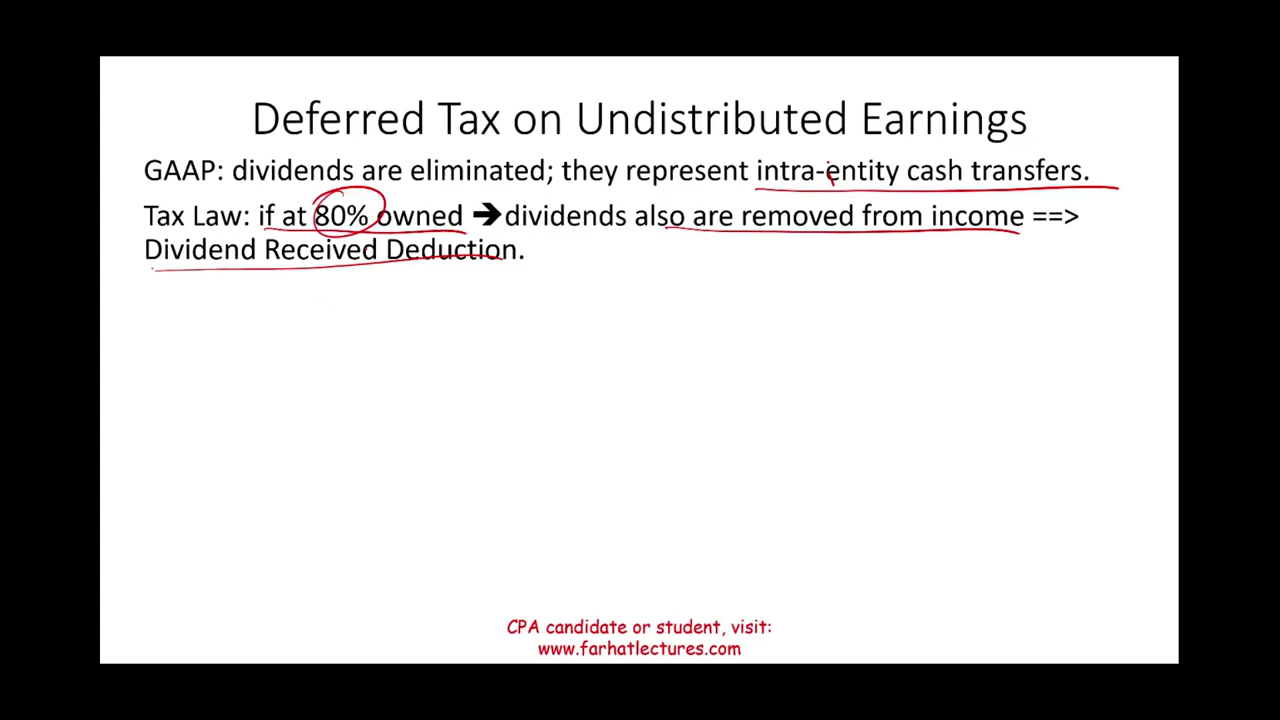 Deferred Tax on Undistributed Earnings
GAAP: dividends are eliminated; they represent intra-entity cash transfers.
Tax Law: if at 80% owned 🡪dividends also are removed from income ==>
Dividend Received Deduction.
CPA candidate or student, visit:
www.farhatlectures.com